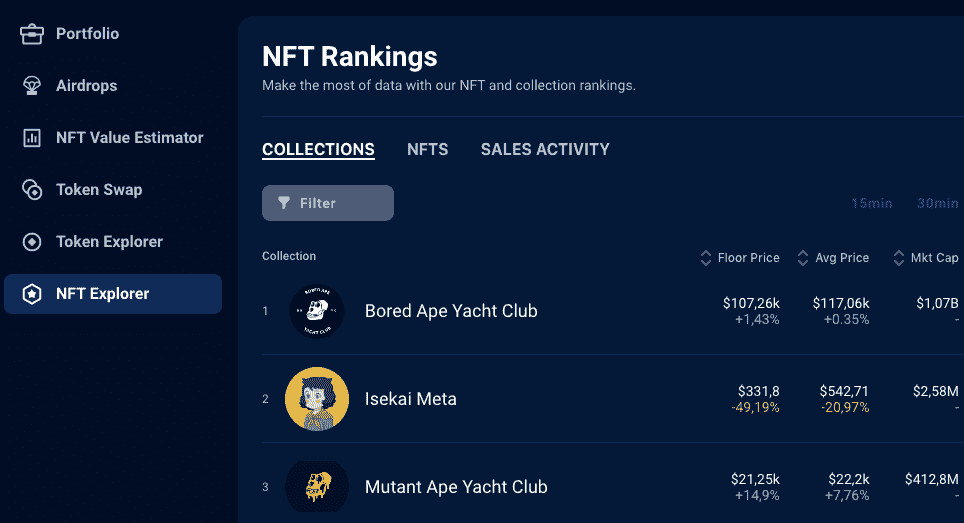 Portfolio
Airdrops
NFT Value Estimator
Token Swap
Token Explorer
NFT Explorer
NFT Rankings
Make the most of data with our NFT and collection rankings.
COLLECTIONS NFTS SALES ACTIVITY
Filter 15min 30min
Collection Floor Price Avg Price Mkt Cap
1 BORED APE YACHT CLUB Bored Ape Yacht Club $107,26k $117,06k $1,07B
+1,43% +0.35% -
2 Isekai Meta $331,8 $542,71 $2,58M
-49,19% -20,97% -
3 Mutant Ape Yacht Club $21,25k $22,2k $412,8M
+14,9% +7,76% -